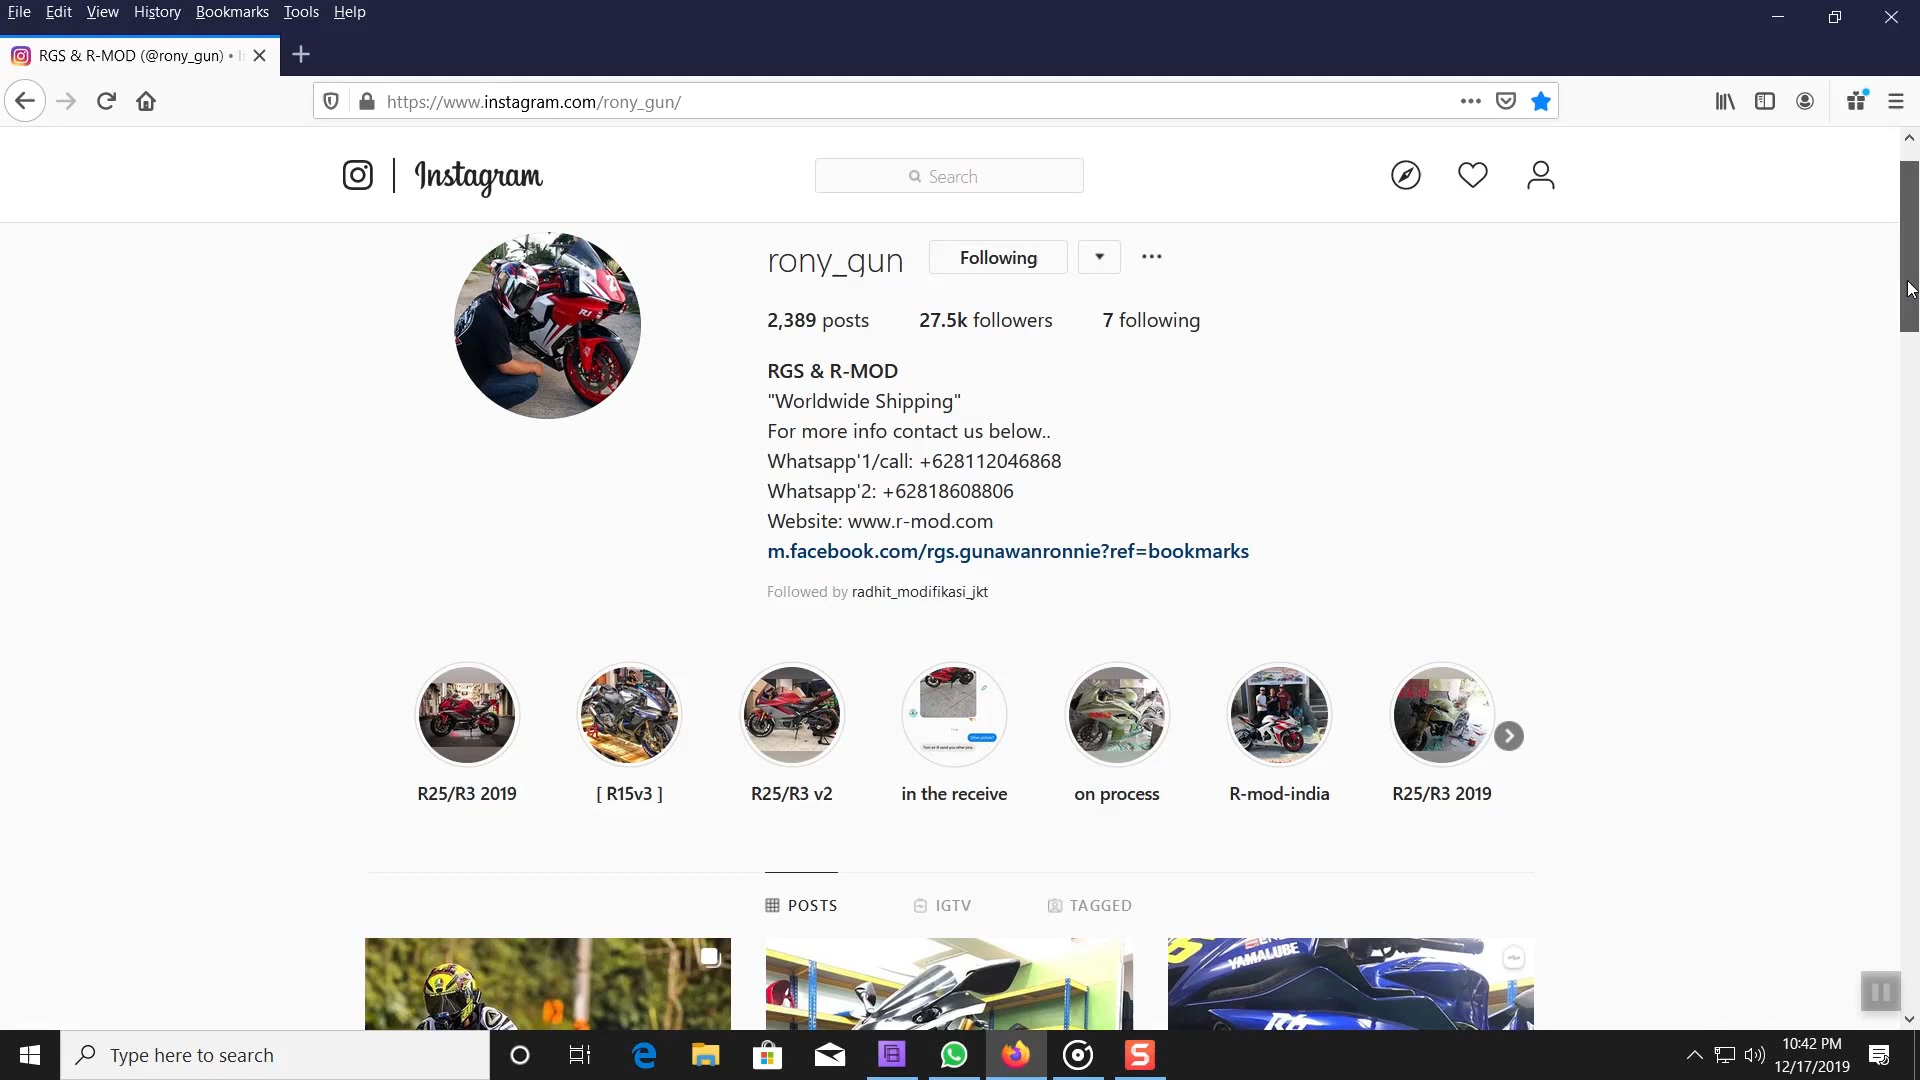 File Edit View History Bookmarks Tools Help
RGS & R-MOD (@rony_gun) •
https://www.instagram.com/rony_gun/
Instagram
Search
rony_gun
Following
2,389 posts 27.5k followers 7 following
RGS & R-MOD
"Worldwide Shipping"
For more info contact us below..
Whatsapp'1/call: +628112046868
Whatsapp'2: +62818608806
Website: www.r-mod.com
m.facebook.com/rgs.gunawanronnie?ref=bookmarks
Followed by radhit_modifikasi_jkt
R25/R3 2019 [ R15v3 ] R25/R3 v2 in the receive on process R-mod-india R25/R3 2019
POSTS IGTV TAGGED
YAMALUBE
Type here to search
10:42 PM
12/17/2019